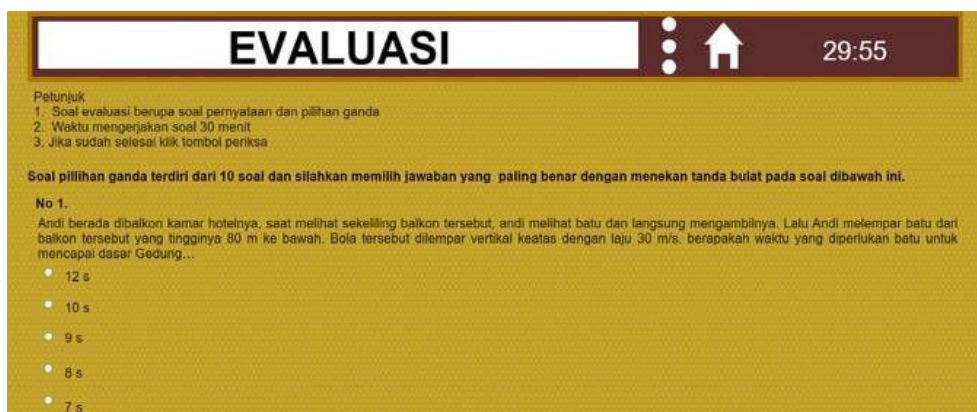 EVALUASI
29:55
Petunjuk
1. Soal evaluasi berupa soal pernyataan dan pilihan ganda
2. Waktu mengerjakan soal 30 menit
3. Jika sudah selesai klik tombol periksa
Soal pillihan ganda terdiri dari 10 soal dan silahkan memilih jawaban yang paling benar dengan menekan tanda bulat pada soal dibawah ini.
No 1.
Andi berada dibalkon kamar hotelnya, saat melihat sekeliling balkon tersebut, andi melihat batu dan langsung mengambilnya. Lalu Andi melempar batu dari
balkon tersebut yang tingginya 80 m ke bawah. Bola tersebut dilempar vertikal keatas dengan laju 30 m/s. berapakah waktu yang diperlukan batu untuk
mencapai dasar Gedung...
12 s
10 s
9 s
8 s
7 s